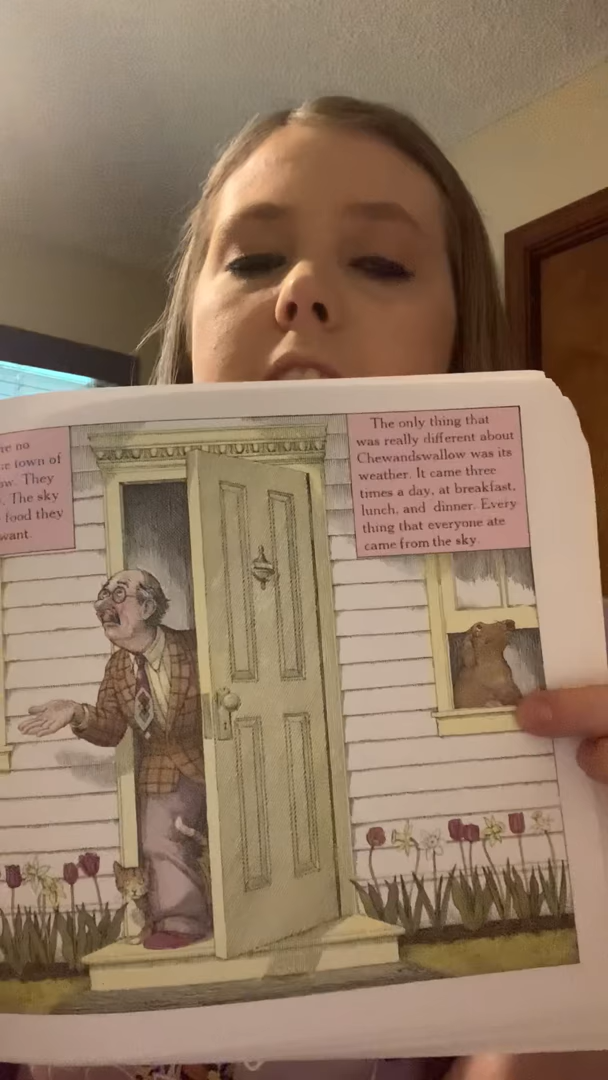 no
town of
They
The sky
food they
want.
The only thing that
was really different about
Chewandswallow was its
weather. It came three
times a day, at breakfast,
lunch, and dinner. Every-
thing that everyone ate
came from the sky.